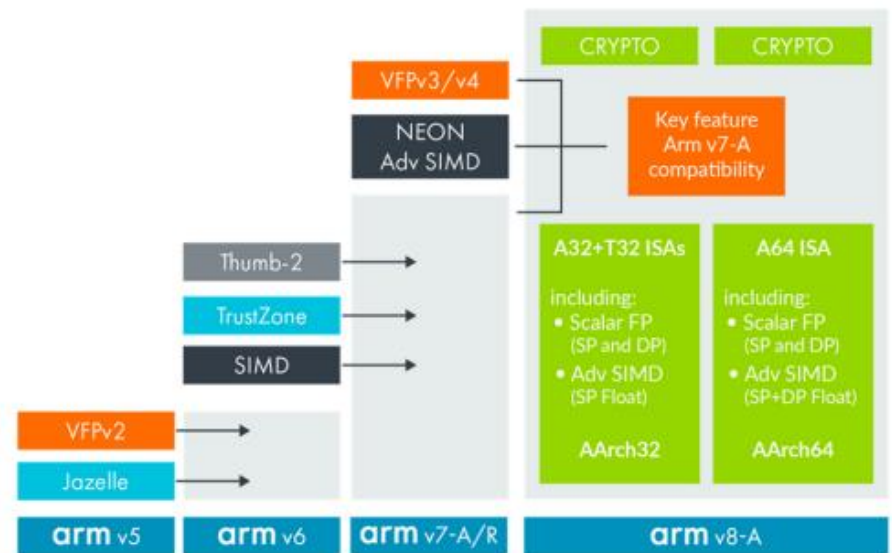 CRYPTO
CRYPTO
VFPv3/v4
NEON
Adv SIMD
Key feature
Arm v7-A
compatibility
Thumb-2
TrustZone
SIMD
A32+T32 ISAs
including:
• Scalar FP
(SP and DP)
• Adv SIMD
(SP Float)
AArch32
A64 ISA
including:
• Scalar FP
(SP and DP)
• Adv SIMD
(SP+DP Float)
AArch64
VFPv2
Jazelle
arm v5
arm v6
arm v7-A/R
arm v8-A